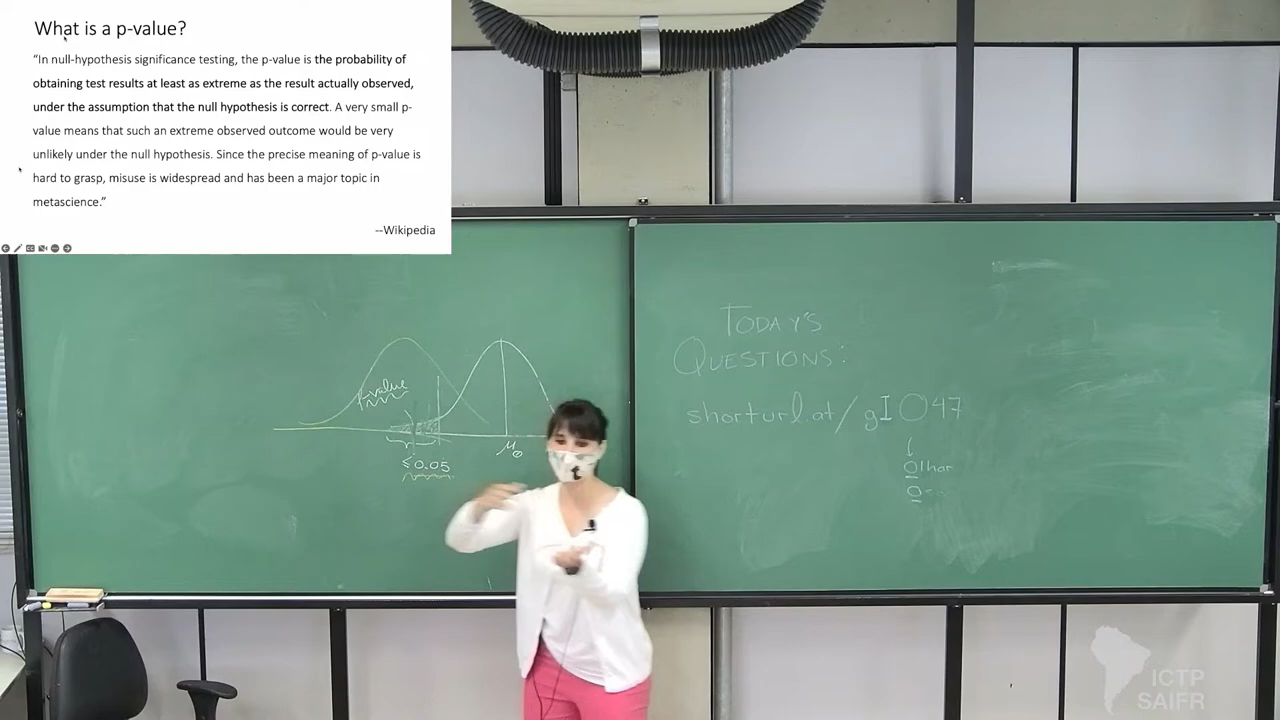 What is a p-value?
“In null-hypothesis significance testing, the p-value is the probability of
obtaining test results at least as extreme as the result actually observed,
under the assumption that the null hypothesis is correct. A very small p-
value means that such an extreme observed outcome would be very
unlikely under the null hypothesis. Since the precise meaning of p-value is
hard to grasp, misuse is widespread and has been a major topic in
metascience.”
--Wikipedia
p-value
≤0.05
μ₀
TODAY'S
QUESTIONS:
shorturl.at/gIO47
Olhar
ICTP
SAIFR